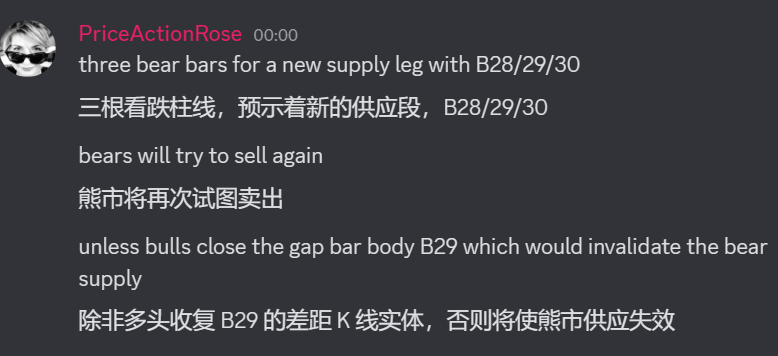 PriceActionRose 00:00
three bear bars for a new supply leg with B28/29/30
三根看跌柱线，预示着新的供应段，B28/29/30
bears will try to sell again
熊市将再次试图卖出
unless bulls close the gap bar body B29 which would invalidate the bear
supply
除非多头收复 B29 的差距 K 线实体，否则将使熊市供应失效